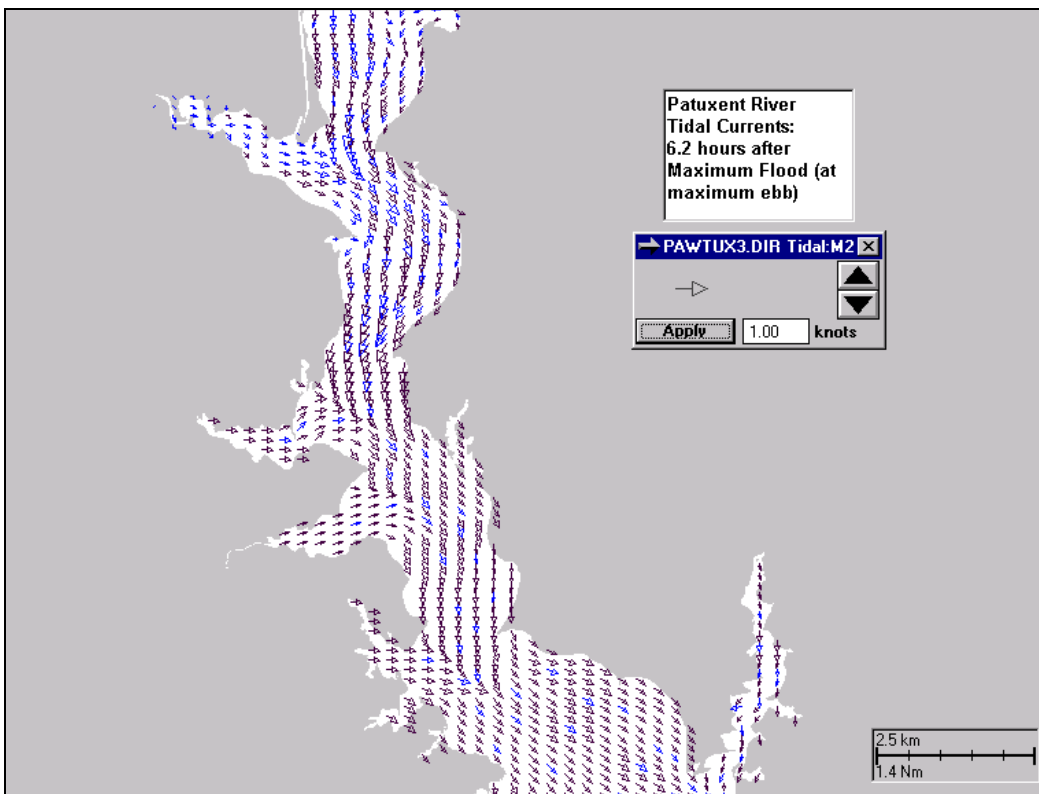 Patuxent River
Tidal Currents:
6.2 hours after
Maximum Flood (at
maximum ebb)
PAWTUX3.DIR Tidal:M2
Apply
1.00
knots
2.5 km
1.4 Nm